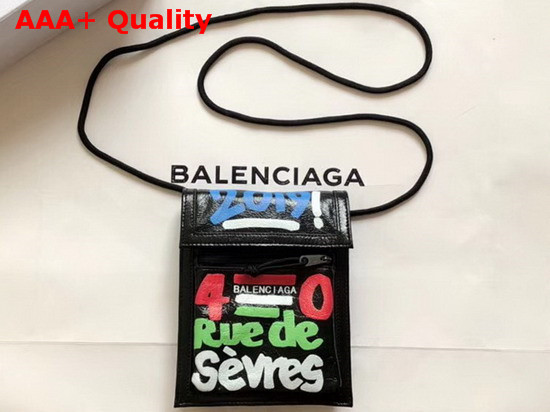 AAA+ Quality
BALENCIAGA
2019!
4 0
BALENCIAGA
Rue de
Sèvres